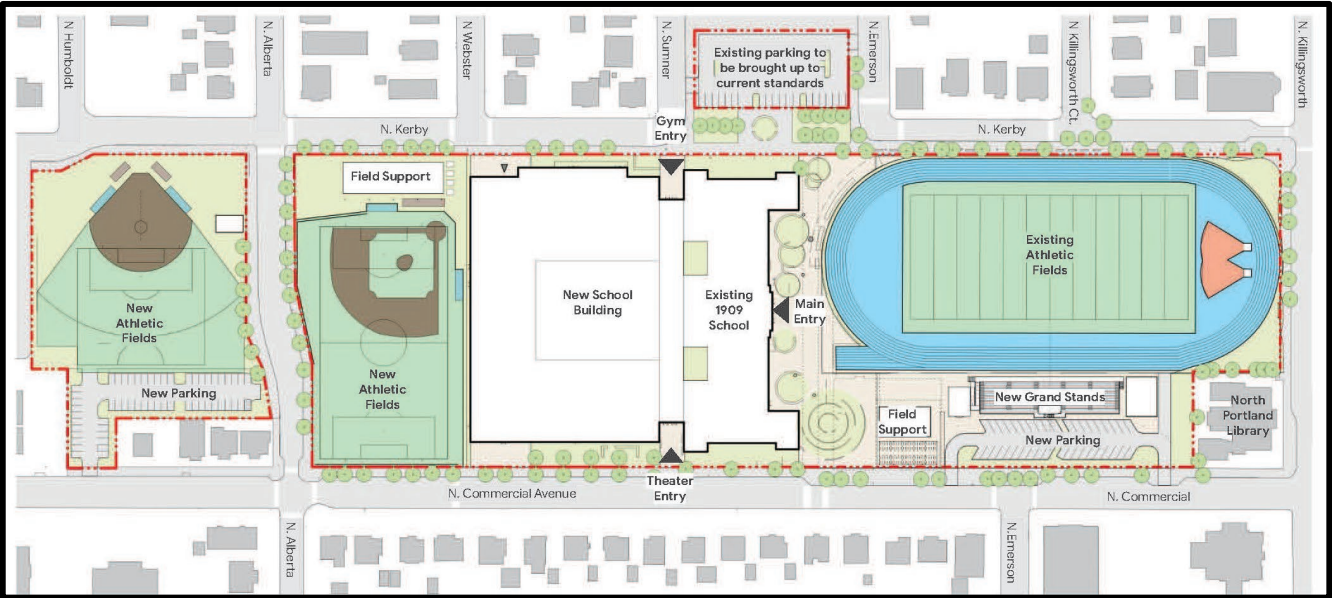 N Humboldt
N. Alberta
N Webster
N. Sumner
N.Emerson
N Killingsworth Ct.
N. Killingsworth
Existing parking to
be brought up to
current standards
N. Kerby
Gym
Entry
N. Kerby
Field Support
New
Athletic
Fields
New Parking
New
Athletic
Fields
New School
Building
Existing
1909
School
Main
Entry
Existing
Athletic
Fields
New Grand Stands
Field
Support
New Parking
North
Portland
Library
N. Commercial Avenue
Theater
Entry
N. Commercial
N. Alberta
N.Emerson